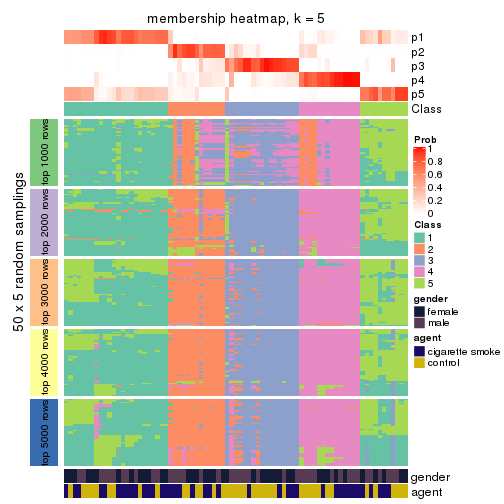 membership heatmap, k = 5
p1
p2
p3
p4
p5
Class
50 x 5 random samplings
top 1000 rows
top 2000 rows
top 3000 rows
top 4000 rows
top 5000 rows
Prob
1
0.8
0.6
0.4
0.2
0
Class
1
2
3
4
5
gender
female
male
agent
cigarette smoke
control
gender
agent